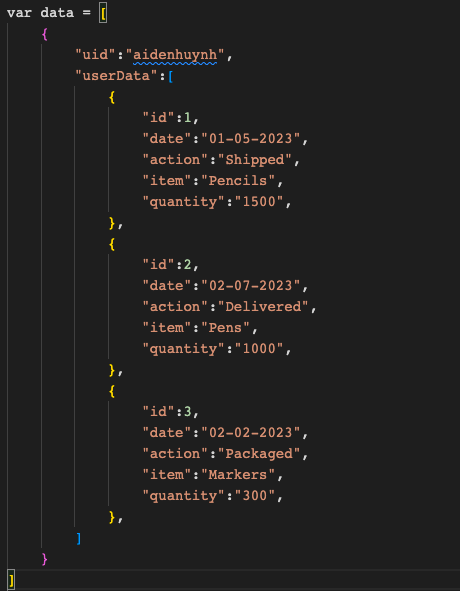 var data = [
{
"uid":"aidenhuynh",
"userData":[
{
"id":1,
"date":"01-05-2023",
"action":"Shipped",
"item":"Pencils",
"quantity":"1500",
},
{
"id":2,
"date":"02-07-2023",
"action":"Delivered",
"item":"Pens",
"quantity":"1000",
},
{
"id":3,
"date":"02-02-2023",
"action":"Packaged",
"item":"Markers",
"quantity":"300",
},
]
}
]